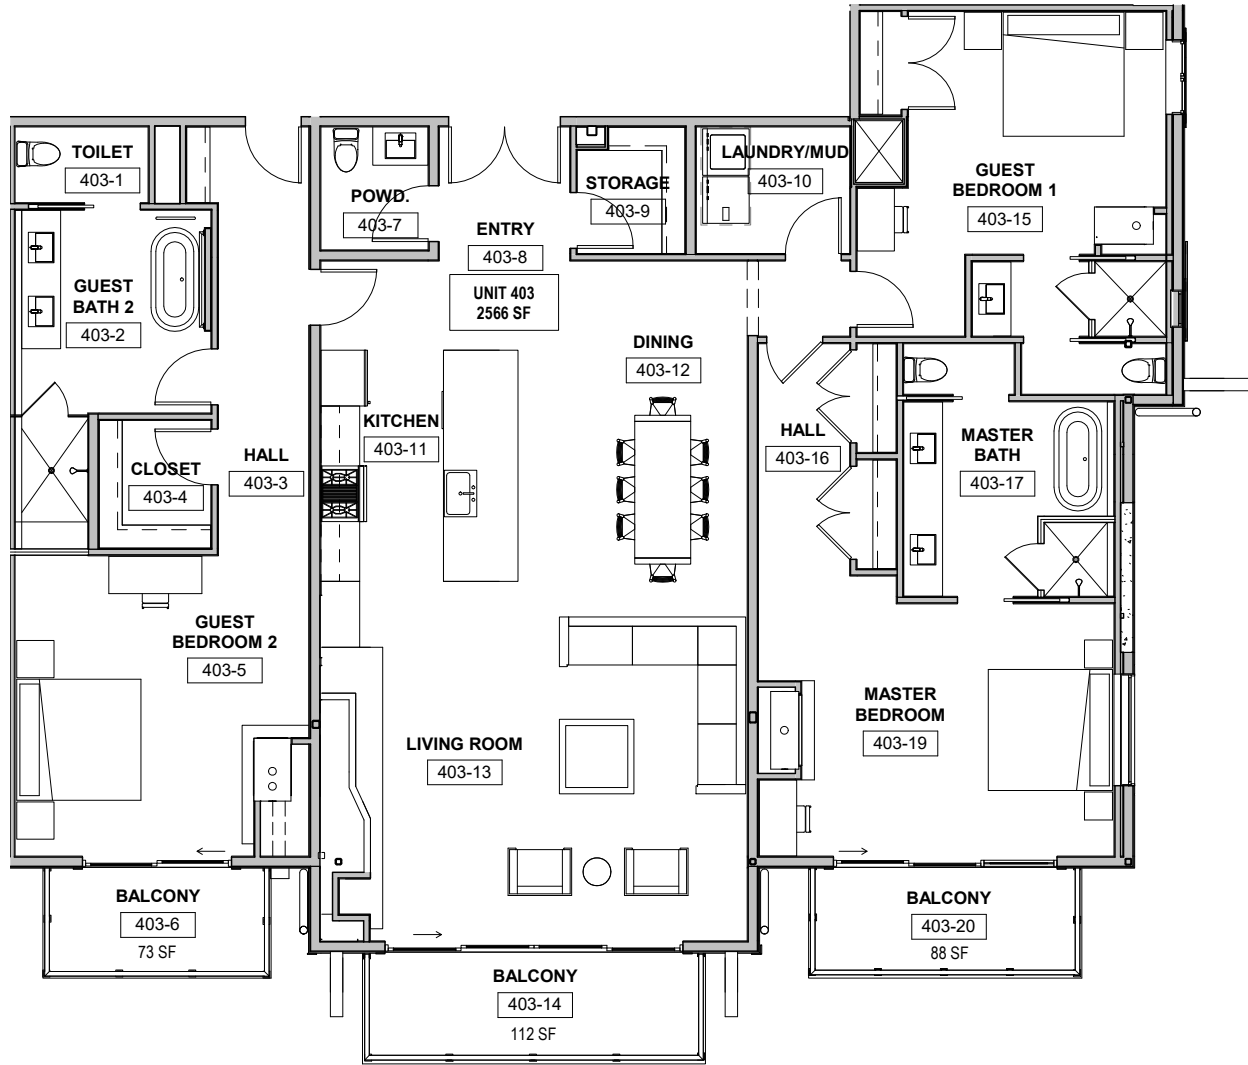 TOILET
403-1
POWD.
403-7
ENTRY
403-8
UNIT 403
2566 SF
STORAGE
403-9
LAUNDRY/MUD
403-10
GUEST
BEDROOM 1
403-15
GUEST
BATH 2
403-2
DINING
403-12
KITCHEN
403-11
CLOSET
403-4
HALL
403-3
HALL
403-16
MASTER
BATH
403-17
GUEST
BEDROOM 2
403-5
LIVING ROOM
403-13
MASTER
BEDROOM
403-19
BALCONY
403-6
73 SF
BALCONY
403-14
112 SF
BALCONY
403-20
88 SF